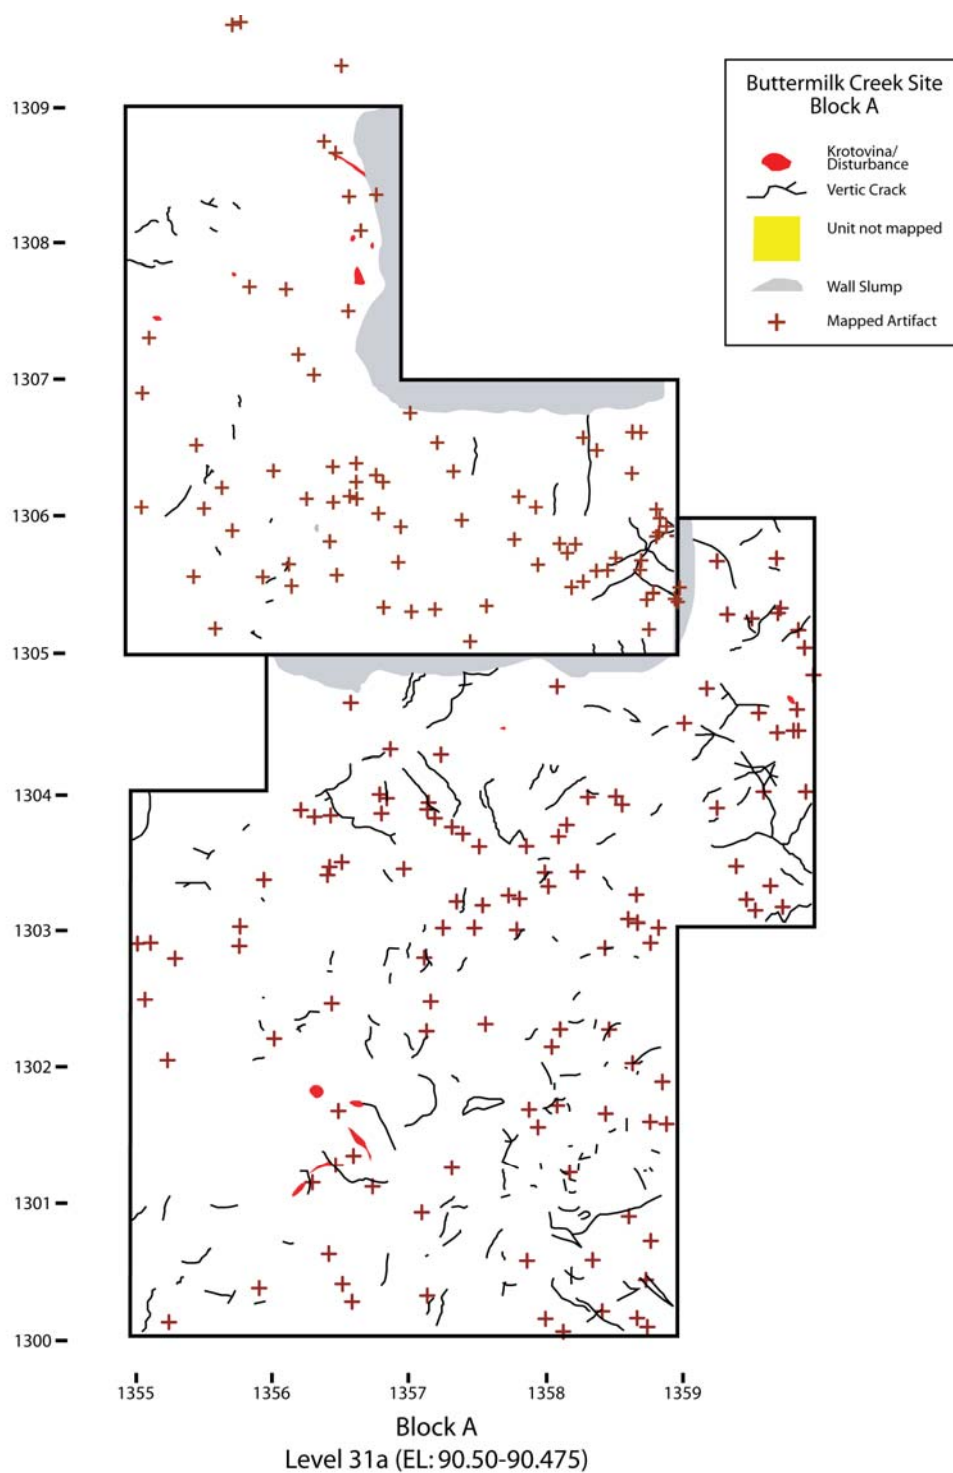 1309
1308
1307
1306
1305
1304
1303
1302
1301
1300
Buttermilk Creek Site
Block A
Krotovina/
Disturbance
Vertic Crack
Unit not mapped
Wall Slump
Mapped Artifact
1355 1356 1357 1358 1359
Block A
Level 31a (EL: 90.50-90.475)